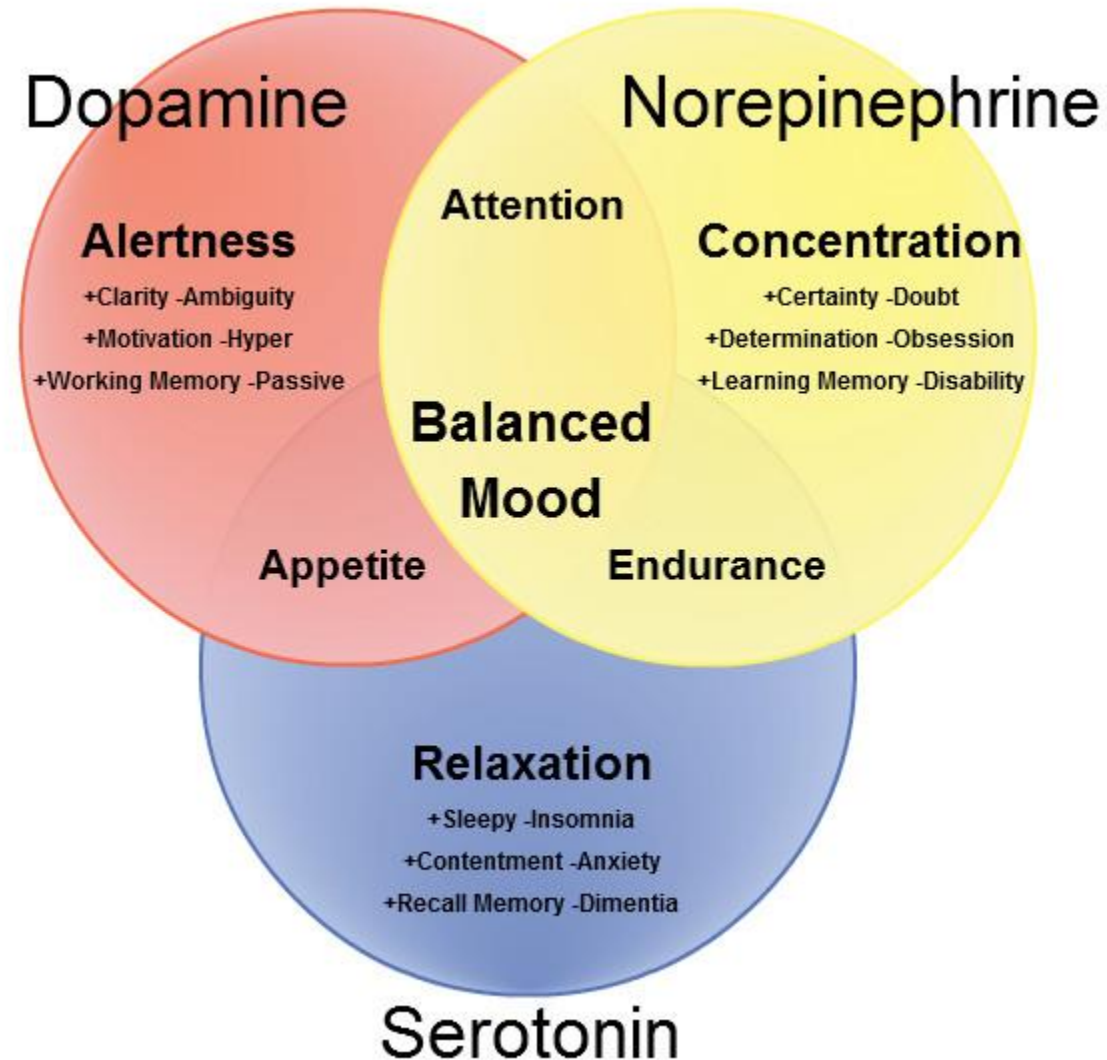 Dopamine
Norepinephrine
Attention
Alertness
+Clarity -Ambiguity
+Motivation -Hyper
+Working Memory -Passive
Concentration
+Certainty -Doubt
+Determination -Obsession
+Learning Memory -Disability
Balanced
Mood
Appetite
Endurance
Relaxation
+Sleepy -Insomnia
+Contentment -Anxiety
+Recall Memory -Dimentia
Serotonin